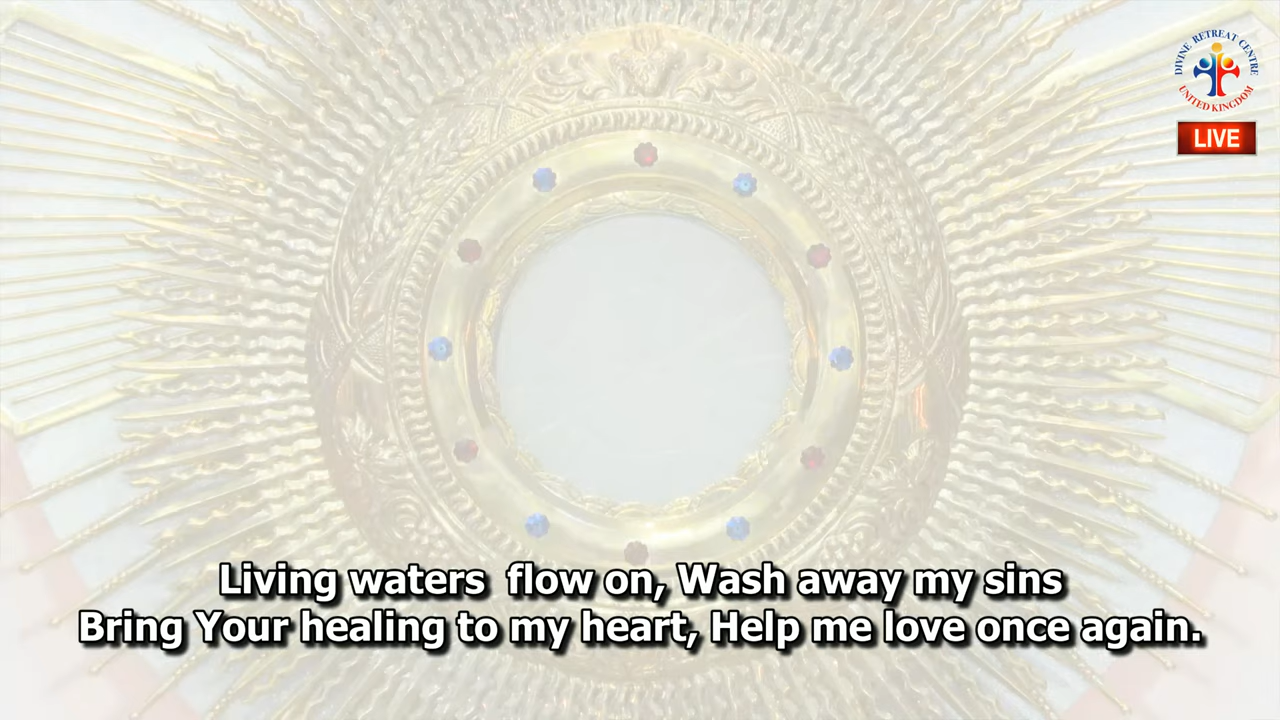 DIVINE RETREAT CENTRE
UNITED KINGDOM
LIVE
Living waters  flow on, Wash away my sins
Bring Your healing to my heart, Help me love once again.